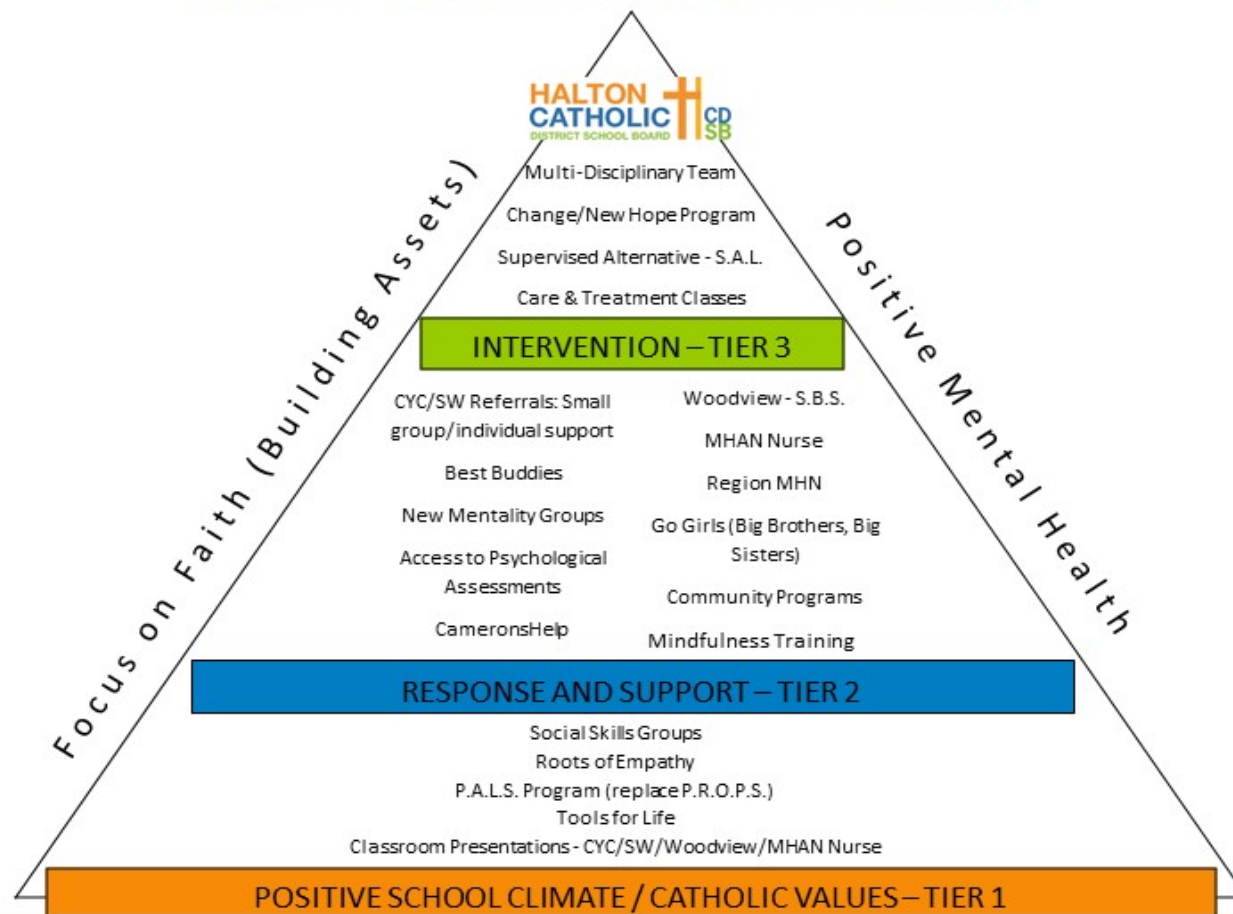 HALTON
CATHOLIC
DISTRICT SCHOOL BOARD
CD
SB
Multi-Disciplinary Team
Change/New Hope Program
Supervised Alternative - S.A.L.
Care & Treatment Classes
Focus on Faith (Building Assets)
Positive Mental Health
INTERVENTION – TIER 3
CYC/SW Referrals: Small
group/individual support
Best Buddies
New Mentality Groups
Access to Psychological
Assessments
CameronsHelp
Woodview - S.B.S.
MHAN Nurse
Region MHN
Go Girls (Big Brothers, Big
Sisters)
Community Programs
Mindfulness Training
RESPONSE AND SUPPORT – TIER 2
Social Skills Groups
Roots of Empathy
P.A.L.S. Program (replace P.R.O.P.S.)
Tools for Life
Classroom Presentations - CYC/SW/Woodview/MHAN Nurse
POSITIVE SCHOOL CLIMATE / CATHOLIC VALUES – TIER 1